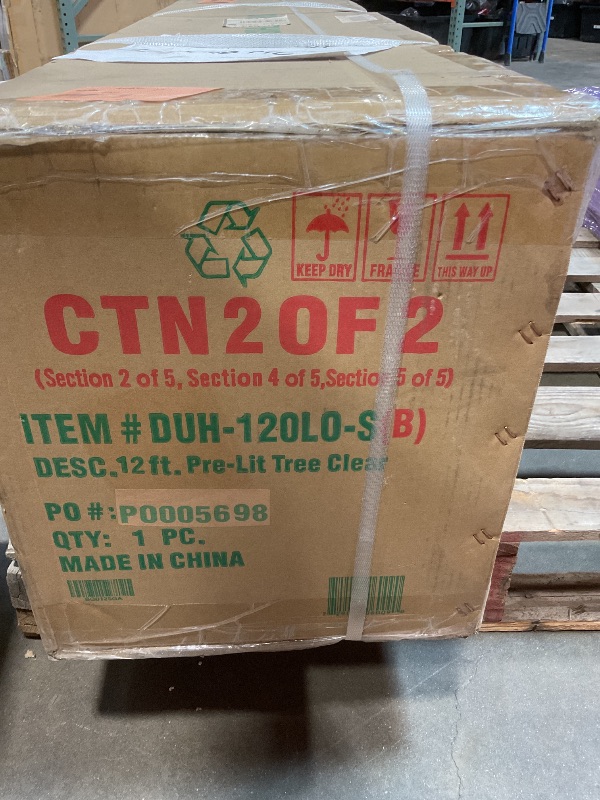 KEEP DRY
FRAGILE
THIS WAY UP
CTN 2 OF 2
(Section 2 of 5, Section 4 of 5,Section 5 of 5)
ITEM # DUH-120LO-S(B)
DESC.12 ft. Pre-Lit Tree Clear
PO #:P0005698
QTY: 1 PC.
MADE IN CHINA